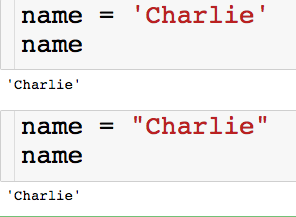 name = 'Charlie'
name
'Charlie'
name = "Charlie"
name
'Charlie'